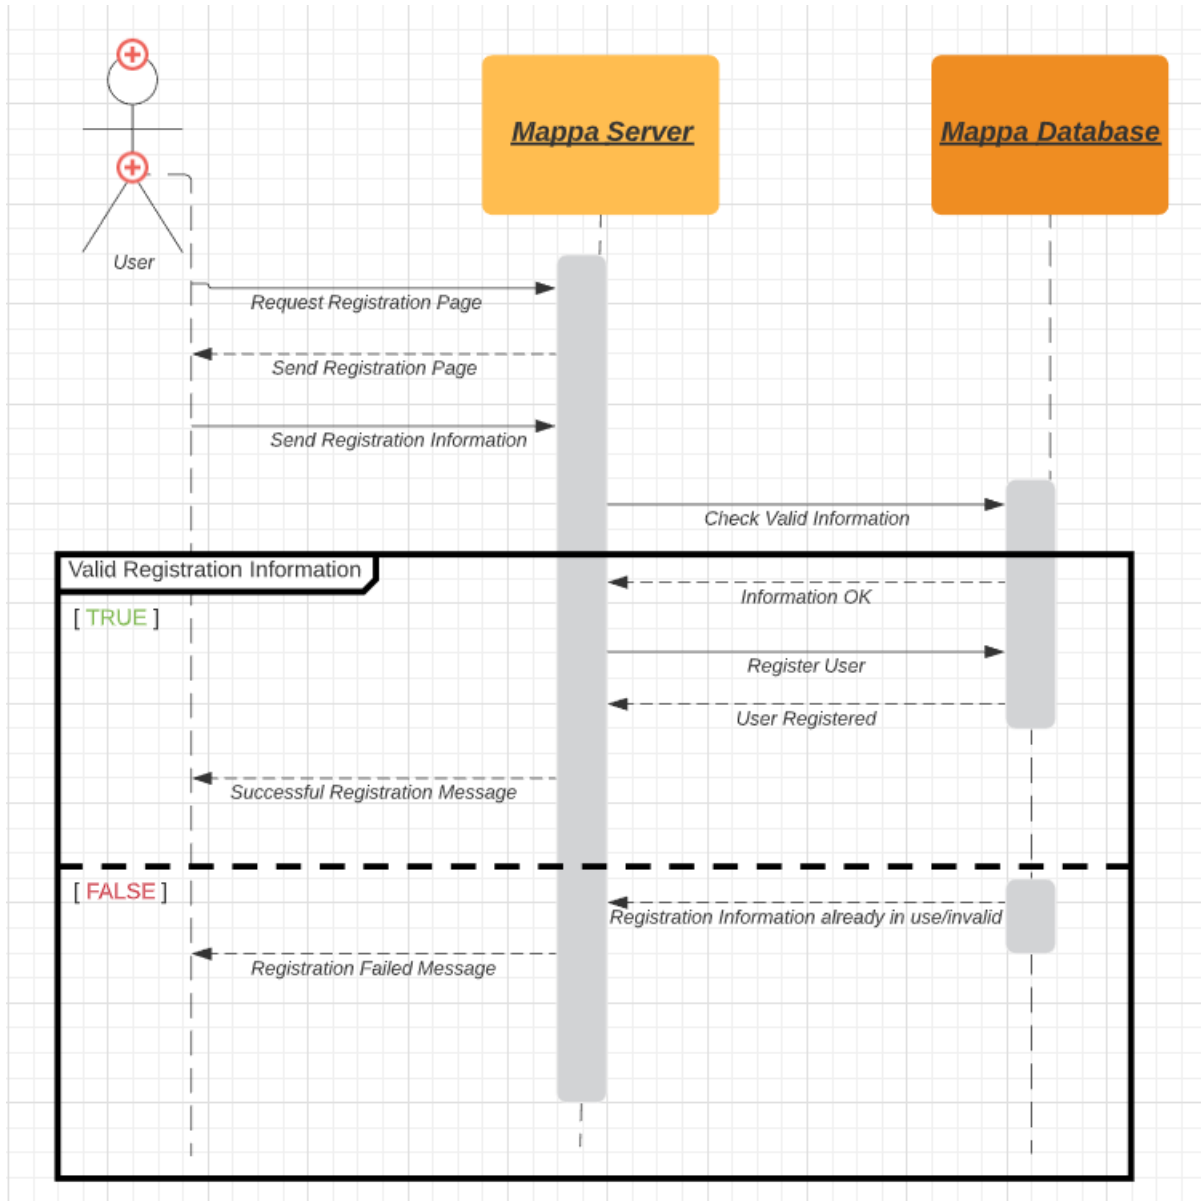 Mappa Server
Mappa Database
User
Request Registration Page
Send Registration Page
Send Registration Information
Check Valid Information
Valid Registration Information
Information OK
[ TRUE ]
Register User
User Registered
Successful Registration Message
[ FALSE ]
Registration Information already in use/invalid
Registration Failed Message